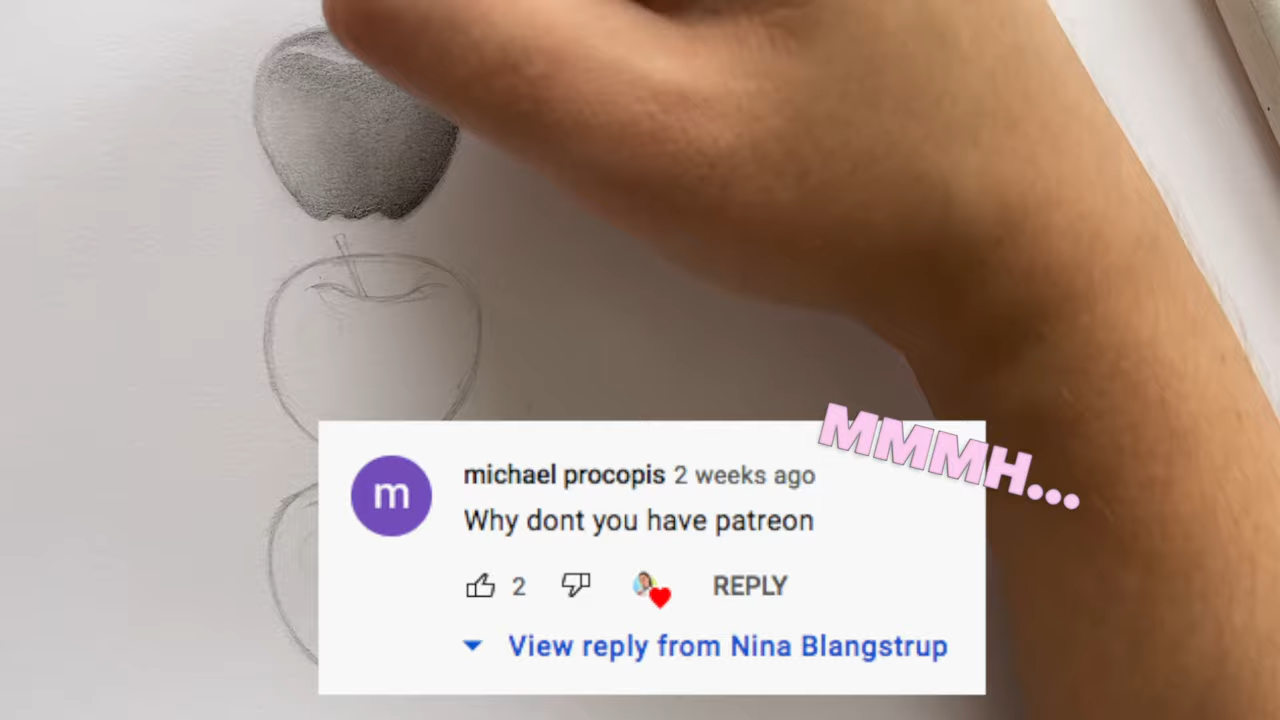 MMMH...
m
michael procopis 2 weeks ago
Why dont you have patreon
2
REPLY
View reply from Nina Blangstrup